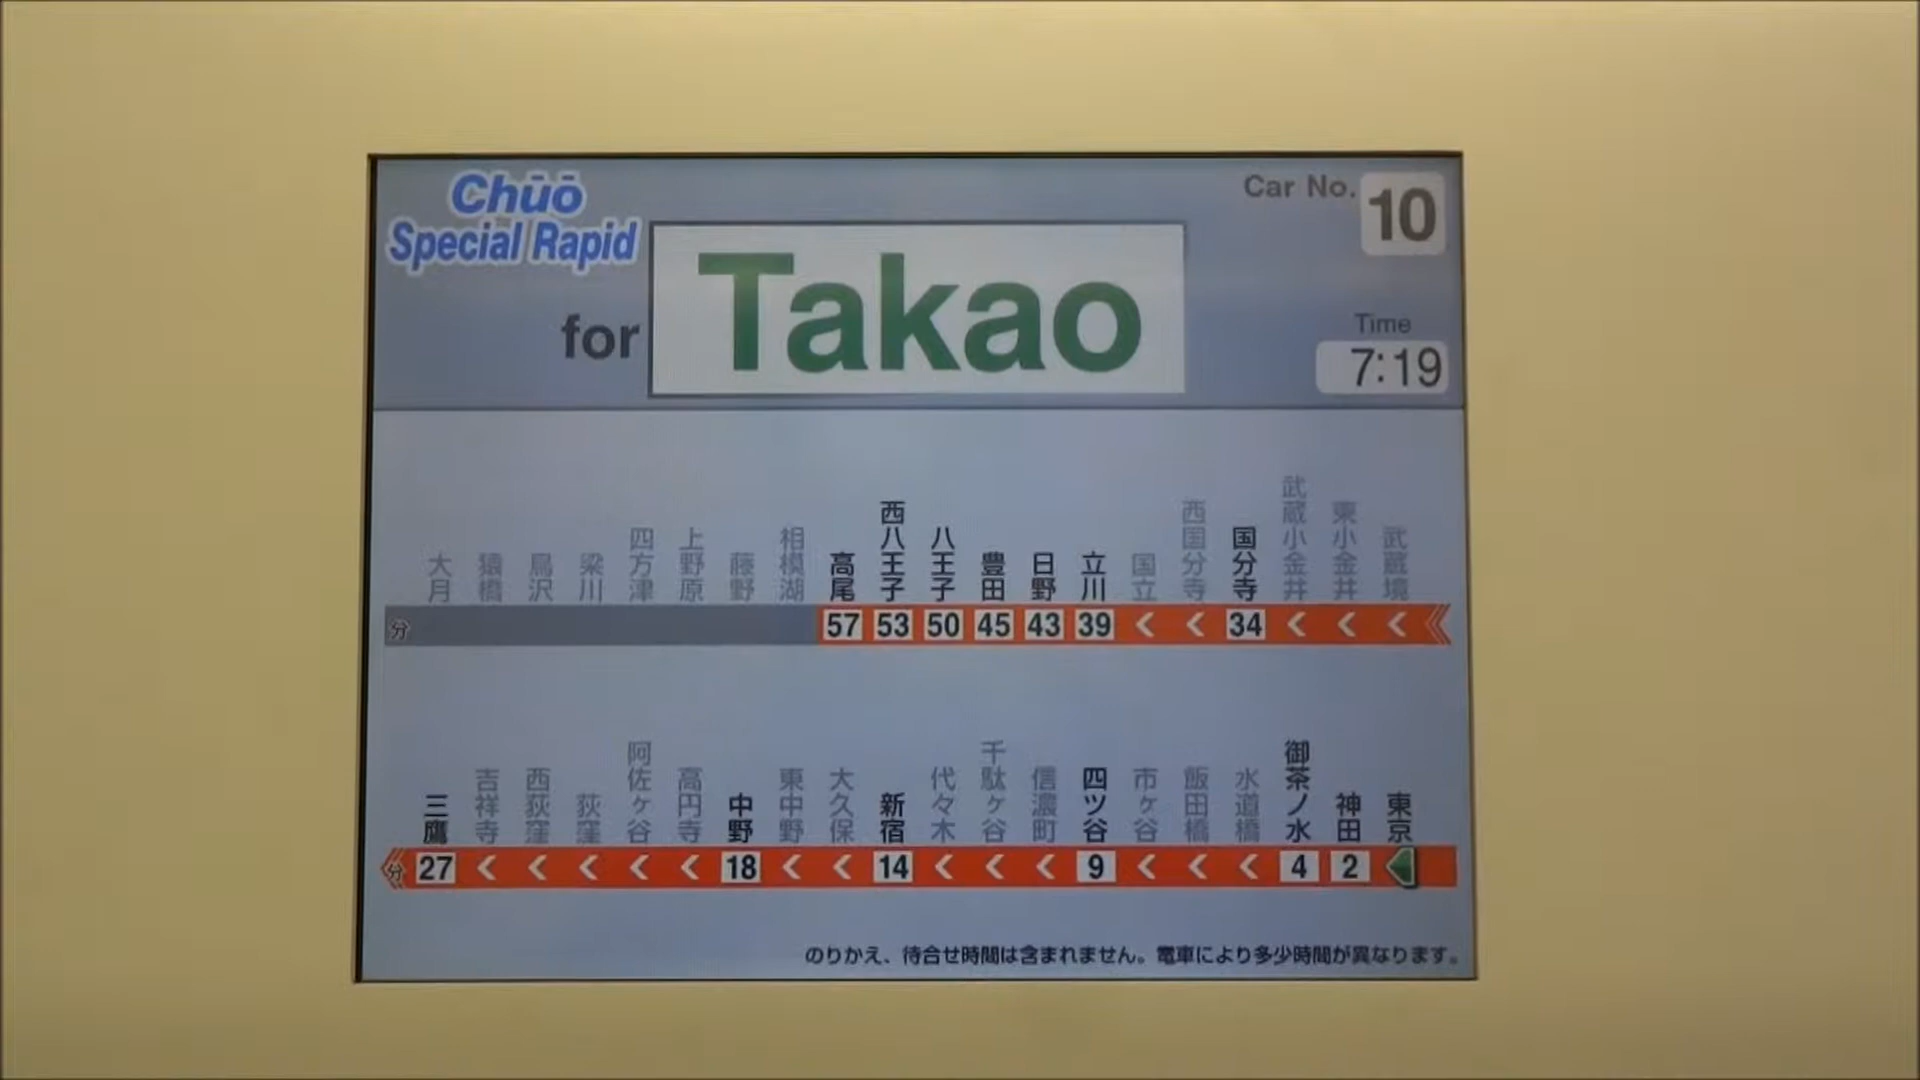 Chūō
Special Rapid
for
Takao
Car No.
10
Time
7:19
大月
猿橋
鳥沢
梁川
四方津
上野原
藤野
相模湖
高尾
西八王子
八王子
豊田
日野
立川
国立
西国分寺
国分寺
武蔵小金井
東小金井
武蔵境
分 57 53 50 45 43 39 < < 34 < < <
三鷹
吉祥寺
西荻窪
荻窪
阿佐ヶ谷
高円寺
中野
東中野
大久保
新宿
代々木
千駄ヶ谷
信濃町
四ツ谷
市ヶ谷
飯田橋
水道橋
御茶ノ水
神田
東京
分 27 < < < < < 18 < < 14 < < < 9 < < < 4 2
のりかえ、待合せ時間は含まれません。電車により多少時間が異なります。